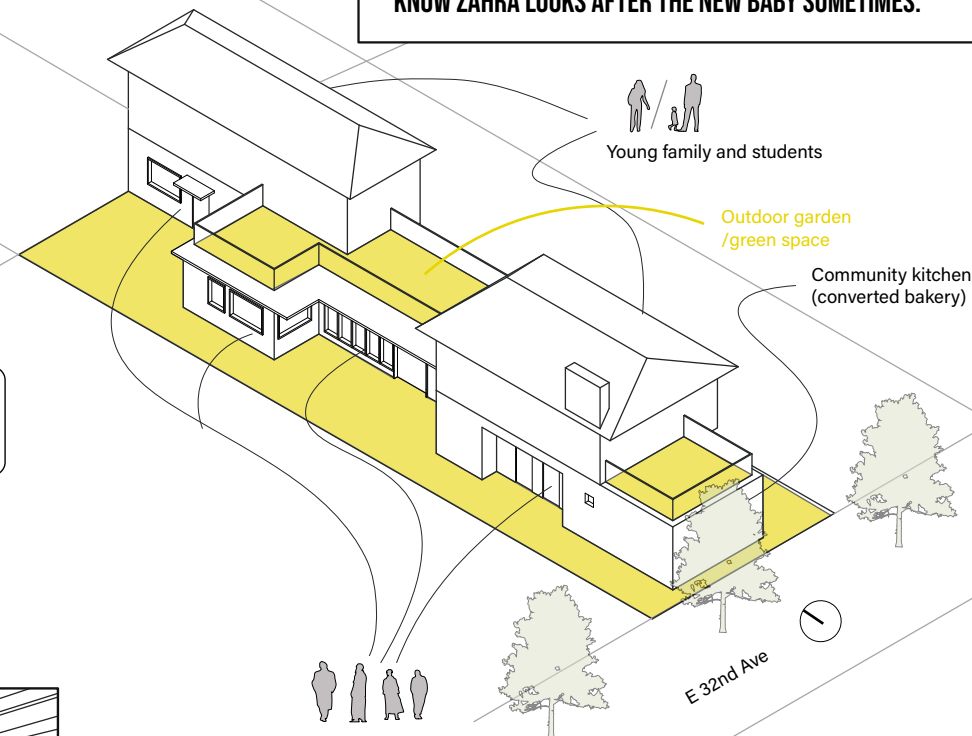 KNOW ZAHRA LOOKS AFTER THE NEW BABY SOMETIMES.
Young family and students
Outdoor garden
/green space
Community kitchen
(converted bakery)
E 32nd Ave